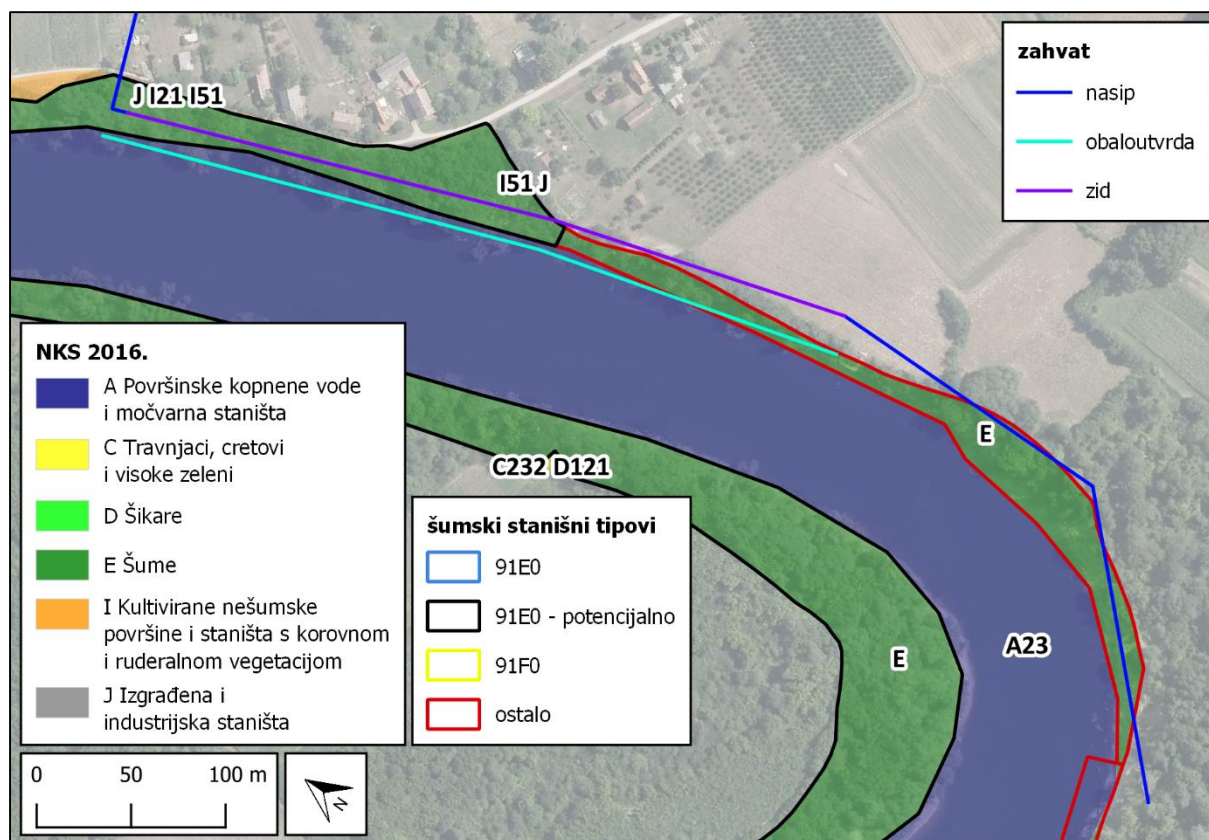 J I21 I51
I51 J
E
C232 D121
E
A23
zahvat
nasip
obaloutvrda
zid
NKS 2016.
A Površinske kopnene vode
i močvarna staništa
C Travnjaci, cretovi
i visoke zeleni
D Šikare
E Šume
I Kultivirane nešumske
površine i staništa s korovnom
i ruderalnom vegetacijom
J Izgrađena i
industrijska staništa
šumski stanišni tipovi
91E0
91E0 - potencijalno
91F0
ostalo
0 50 100 m
N